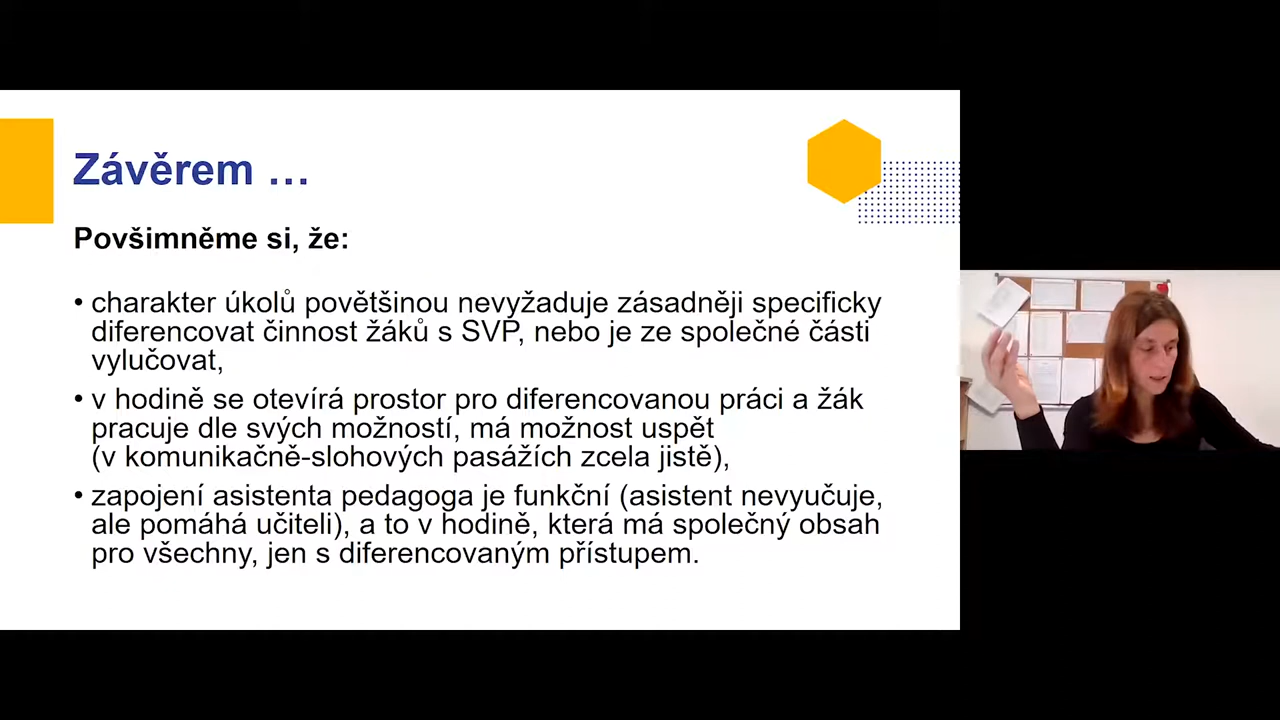 Závěrem …
Povšimněme si, že:
• charakter úkolů povětšinou nevyžaduje zásadněji specificky
diferencovat činnost žáků s SVP, nebo je ze společné části
vylučovat,
• v hodině se otevírá prostor pro diferencovanou práci a žák
pracuje dle svých možností, má možnost uspět
(v komunikačně-slohových pasážích zcela jistě),
• zapojení asistenta pedagoga je funkční (asistent nevyučuje,
ale pomáhá učiteli), a to v hodině, která má společný obsah
pro všechny, jen s diferencovaným přístupem.